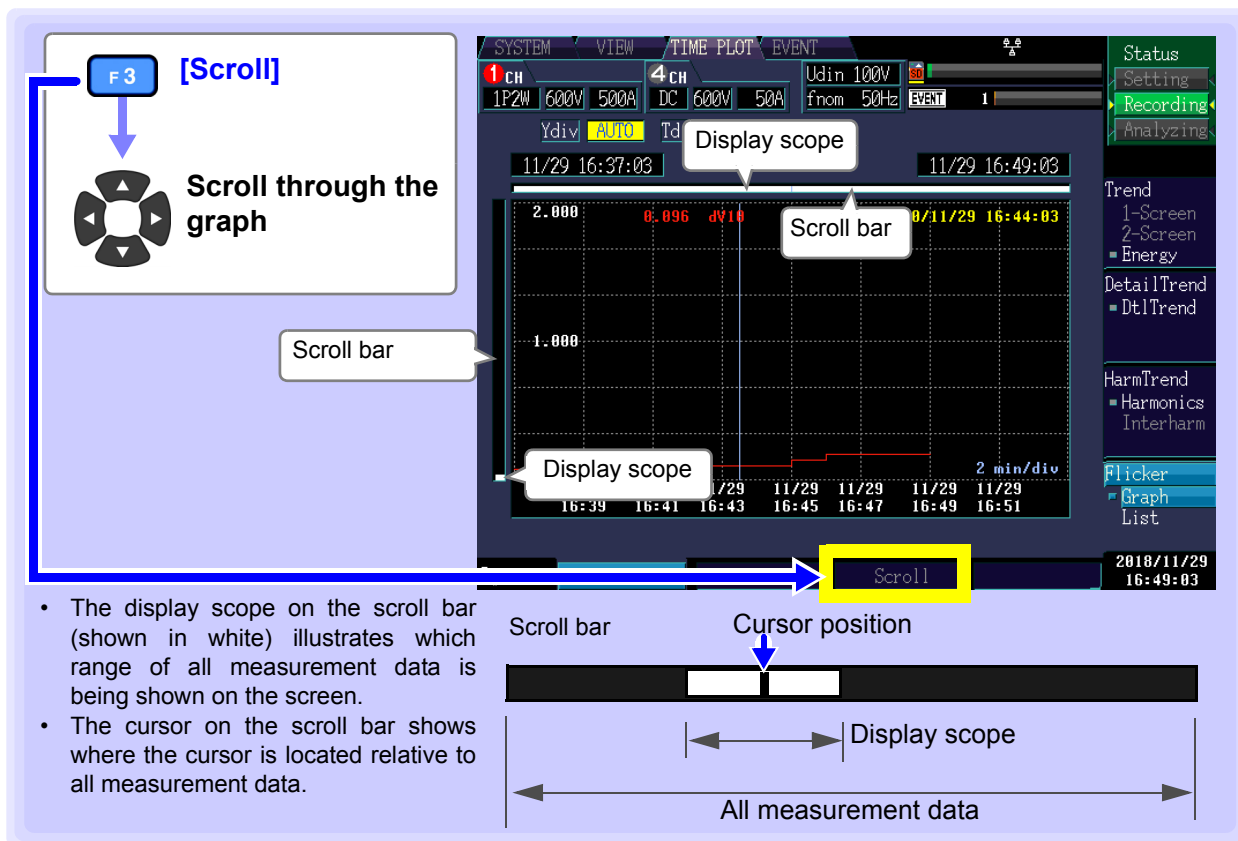 F 3 [Scroll]
Scroll through the
graph
SYSTEM VIEW TIME PLOT EVENT
1 CH 4 CH Udin 100V SD
1P2W 600V 500A DC 600V 50A fnom 50Hz EVENT 1
Ydiv AUTO Td
Display scope
11/29 16:37:03 11/29 16:49:03
Scroll bar
2.000 0.096 dV10 0/11/29 16:44:03
Scroll bar
1.000
Display scope
2 min/div
/29 11/29 11/29 11/29 11/29
16:39 16:41 16:43 16:45 16:47 16:49 16:51
Scroll
Status
Setting
Recording
Analyzing
Trend
1-Screen
2-Screen
Energy
DetailTrend
DtlTrend
HarmTrend
Harmonics
Interharm
Flicker
Graph
List
2018/11/29
16:49:03
• The display scope on the scroll bar
(shown in white) illustrates which
range of all measurement data is
being shown on the screen.
• The cursor on the scroll bar shows
where the cursor is located relative to
all measurement data.
Scroll bar Cursor position
Display scope
All measurement data